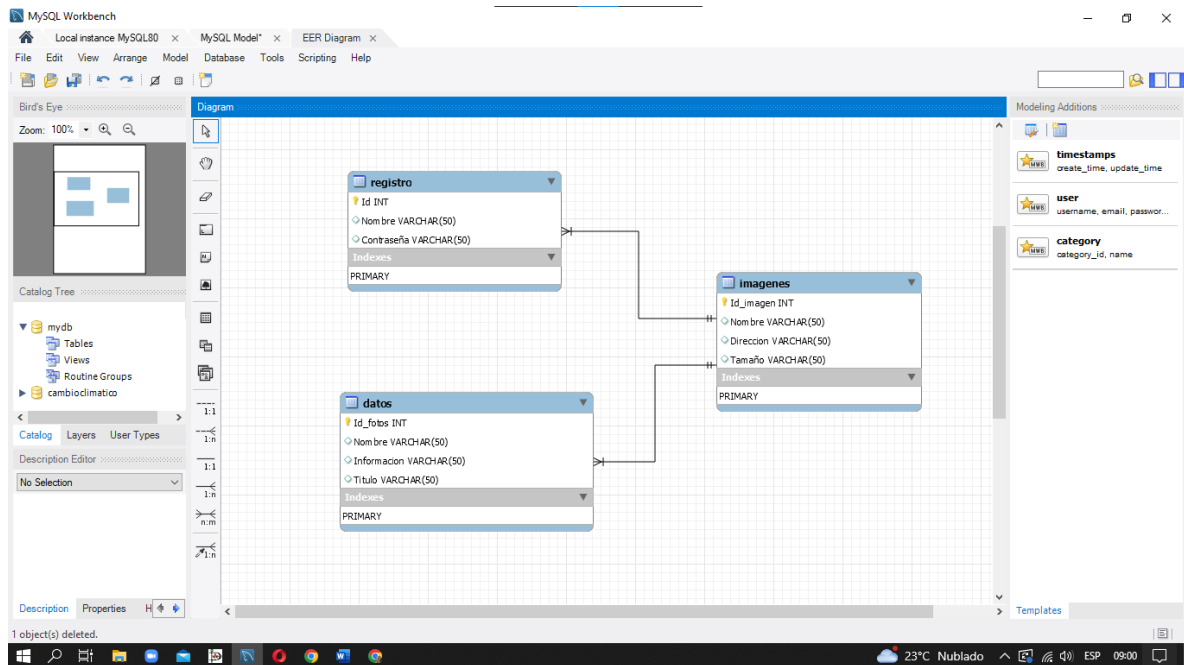 MySQL Workbench
Local instance MySQL80 × MySQL Model* × EER Diagram ×
File Edit View Arrange Model Database Tools Scripting Help
Bird's Eye
Zoom: 100%
Diagram
registro
Id INT
Nombre VARCHAR(50)
Contraseña VARCHAR(50)
Indexes
PRIMARY
imagenes
Id_imagen INT
Nombre VARCHAR(50)
Direccion VARCHAR(50)
Tamaño VARCHAR(50)
Indexes
PRIMARY
datos
Id_fotos INT
Nombre VARCHAR(50)
Informacion VARCHAR(50)
Titulo VARCHAR(50)
Indexes
PRIMARY
1:1
1:n
1:1
1:n
n:m
1:n
Catalog Tree
mydb
Tables
Views
Routine Groups
cambioclimatico
Catalog Layers User Types
Description Editor
No Selection
Description Properties H
Modeling Additions
timestamps
create_time, update_time
user
username, email, passwor...
category
category_id, name
Templates
1 object(s) deleted.
23°C Nublado ESP 09:00